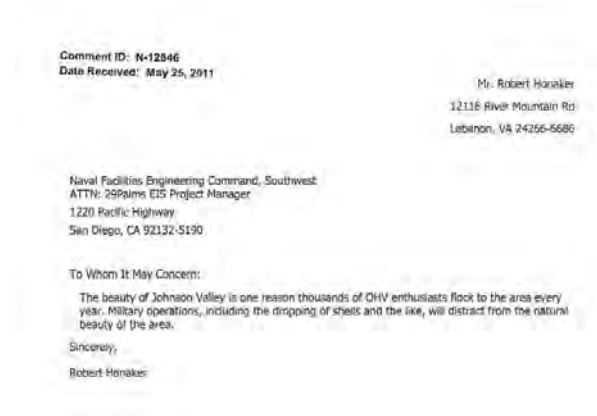 Comment ID: N-12846
Date Received: May 25, 2011
Mr. Robert Honaker
12116 River Mountain Rd
Lebanon, VA 24266-6686
Naval Facilities Engineering Command, Southwest
ATTN: 29Palms EIS Project Manager
1220 Pacific Highway
San Diego, CA 92132-5190
To Whom It May Concern:
The beauty of Johnson Valley is one reason thousands of OHV enthusiasts flock to the area every
year. Military operations, including the dropping of shells and the like, will distract from the natural
beauty of the area.
Sincerely,
Robert Honaker